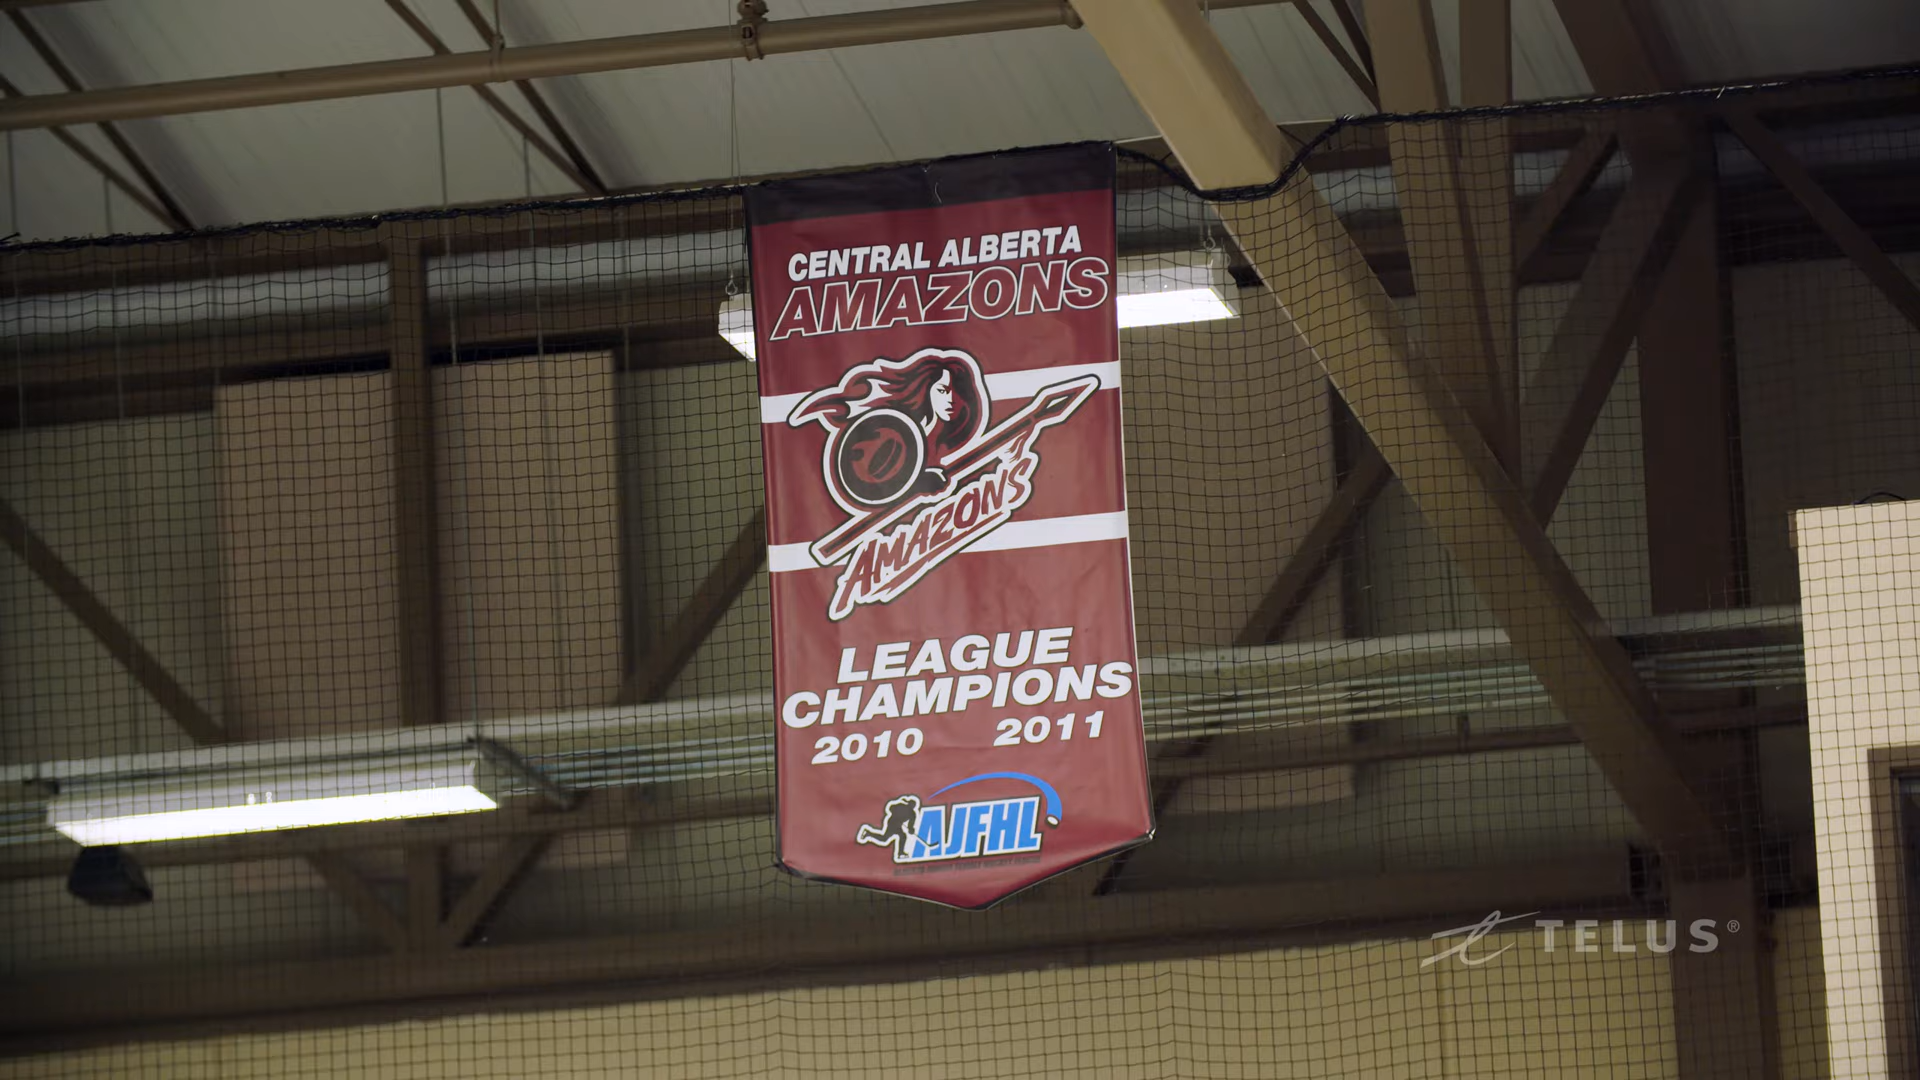 CENTRAL ALBERTA
AMAZONS
AMAZONS
LEAGUE
CHAMPIONS
2010 2011
AJFHL
TELUS®